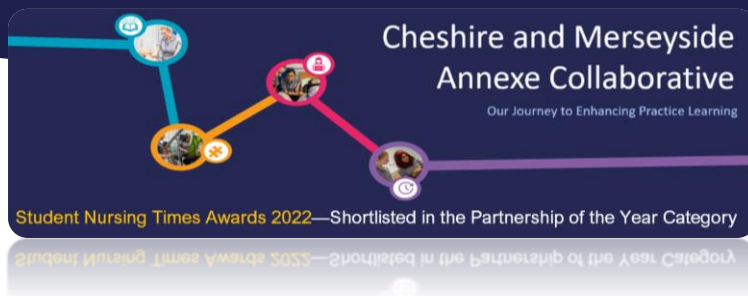 Cheshire and Merseyside
Annexe Collaborative
Our Journey to Enhancing Practice Learning
Student Nursing Times Awards 2022—Shortlisted in the Partnership of the Year Category